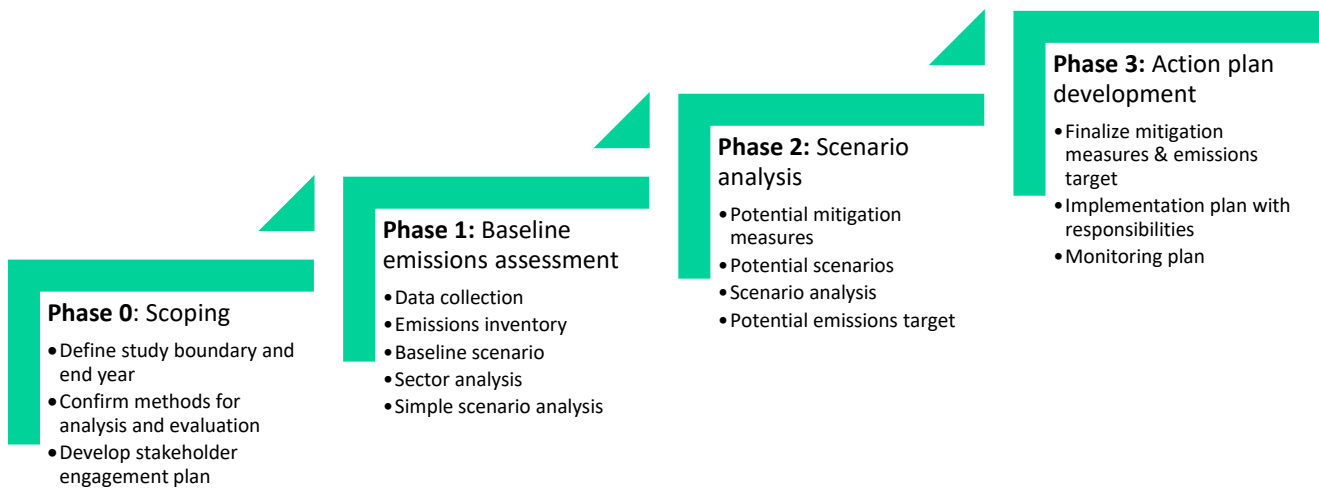 Phase 0: Scoping
•Define study boundary and
end year
•Confirm methods for
analysis and evaluation
•Develop stakeholder
engagement plan
Phase 1: Baseline
emissions assessment
•Data collection
•Emissions inventory
•Baseline scenario
•Sector analysis
•Simple scenario analysis
Phase 2: Scenario
analysis
•Potential mitigation
measures
•Potential scenarios
•Scenario analysis
•Potential emissions target
Phase 3: Action plan
development
•Finalize mitigation
measures & emissions
target
•Implementation plan with
responsibilities
•Monitoring plan